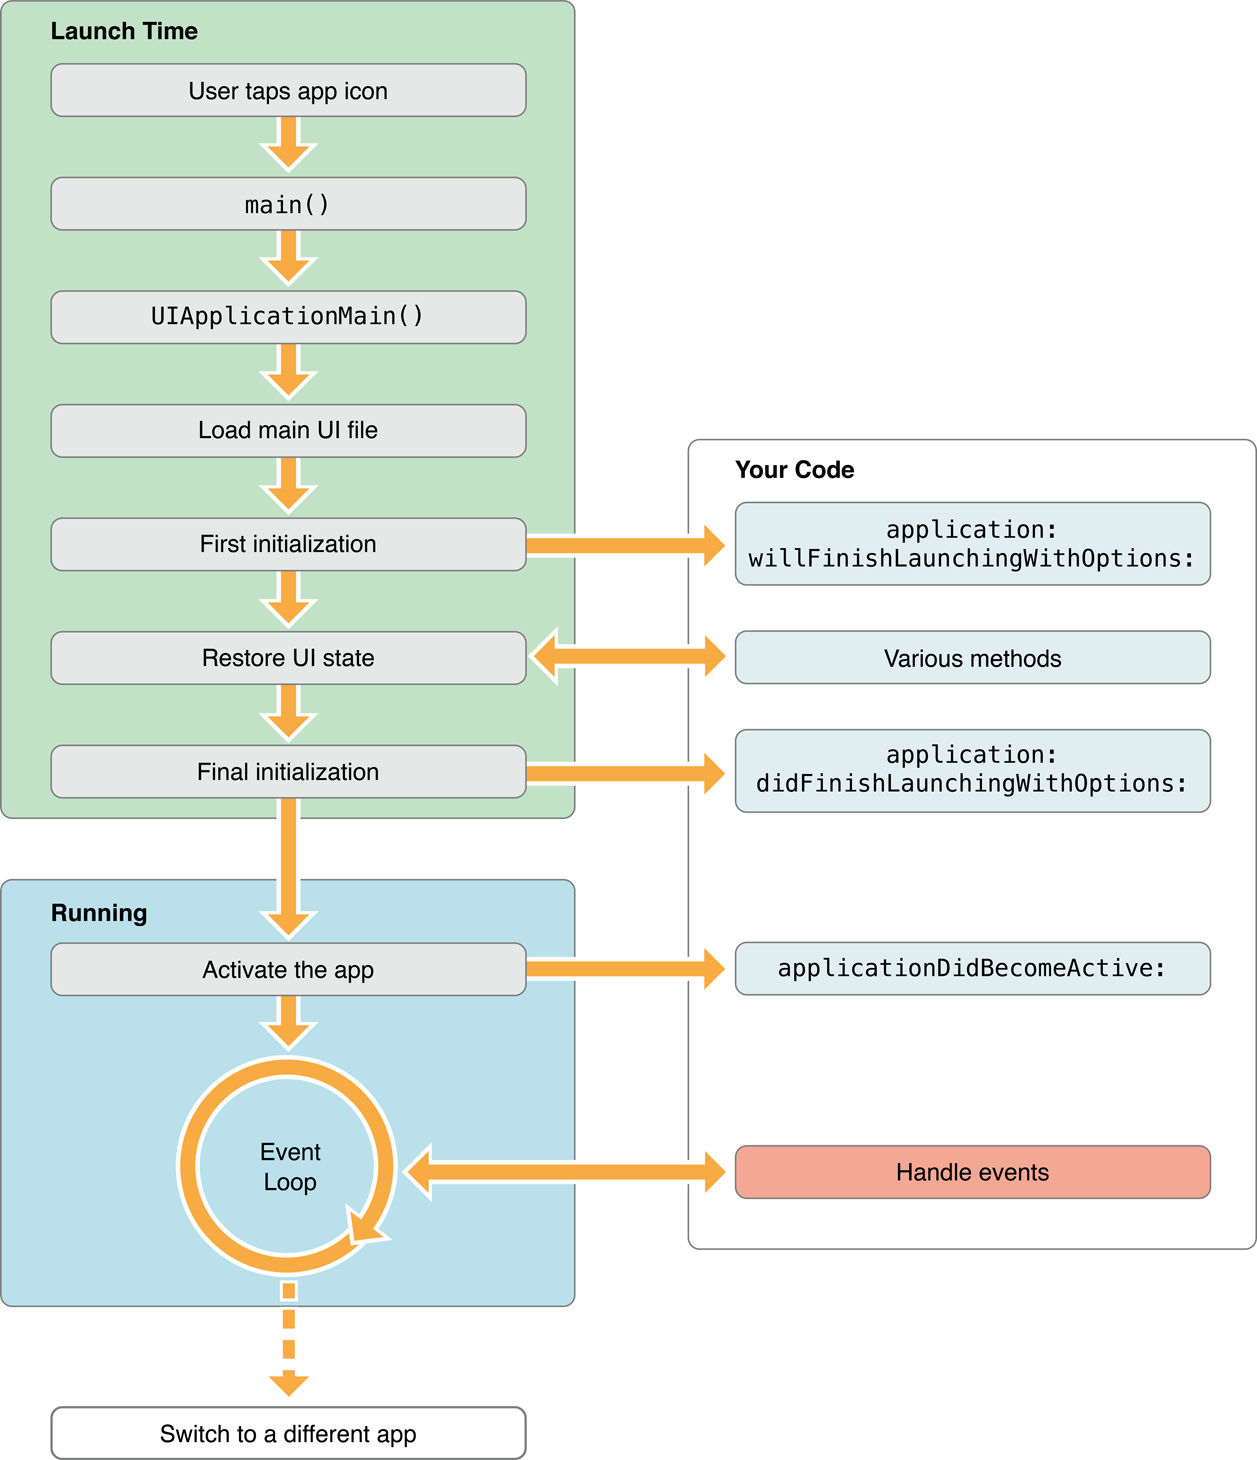 Launch Time
User taps app icon
main()
UIApplicationMain()
Load main UI file
First initialization
Restore UI state
Final initialization
Your Code
application:
willFinishLaunchingWithOptions:
Various methods
application:
didFinishLaunchingWithOptions:
Running
Activate the app
applicationDidBecomeActive:
Event
Loop
Handle events
Switch to a different app